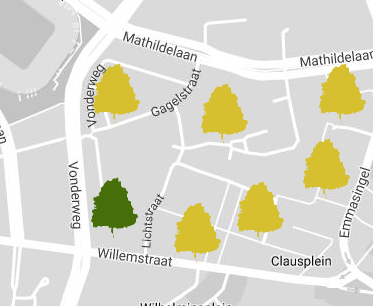 Mathildelaan
Mathildelaan
Vonderweg
Gagelstraat
Vonderweg
Lichtstraat
Emmasingel
Willemstraat
Clausplein